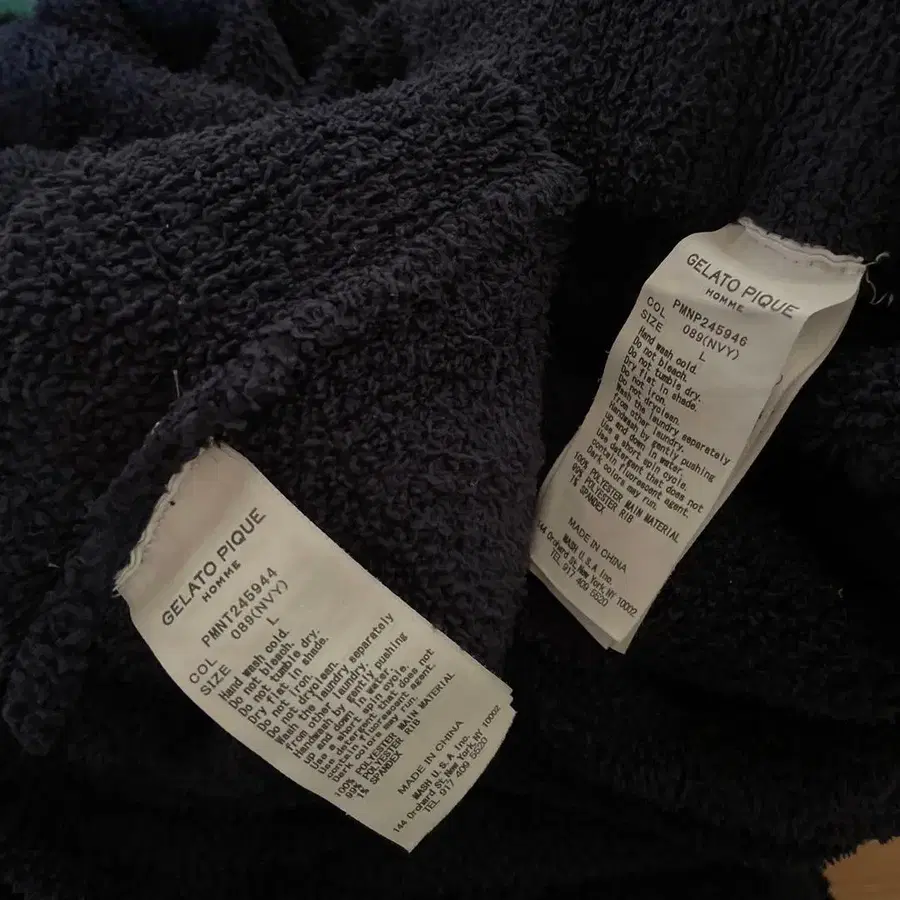 GELATO PIQUE
HOMME
PMNT245944
COL 089(NVY)
SIZE L
Hand wash cold.
Do not bleach.
Do not tumble dry.
Dry flat in shade.
Do not iron.
Do not dryclean.
Wash the laundry separately
from other laundry.
Handwash by gently pushing
up and down in water.
Use a short spin cycle.
Use detergent that does not
contain fluorescent agent.
Dark colors may run.
100% POLYESTER MAIN MATERIAL
99% POLYESTER RIB
1% SPANDEX
MADE IN CHINA
MASH U.S.A Inc.
144 Orchard St, New York, NY 10002
TEL 917 409 5520
GELATO PIQUE
HOMME
PMNP245946
COL 089(NVY)
SIZE L
Hand wash cold.
Do not bleach.
Do not tumble dry.
Dry flat in shade.
Do not iron.
Do not dryclean.
Wash the laundry separately
from other laundry.
Handwash by gently pushing
up and down in water.
Use a short spin cycle.
Use detergent that does not
contain fluorescent agent.
Dark colors may run.
100% POLYESTER MAIN MATERIAL
99% POLYESTER RIB
1% SPANDEX
MADE IN CHINA
MASH U.S.A Inc.
144 Orchard St, New York, NY 10002
TEL 917 409 5520